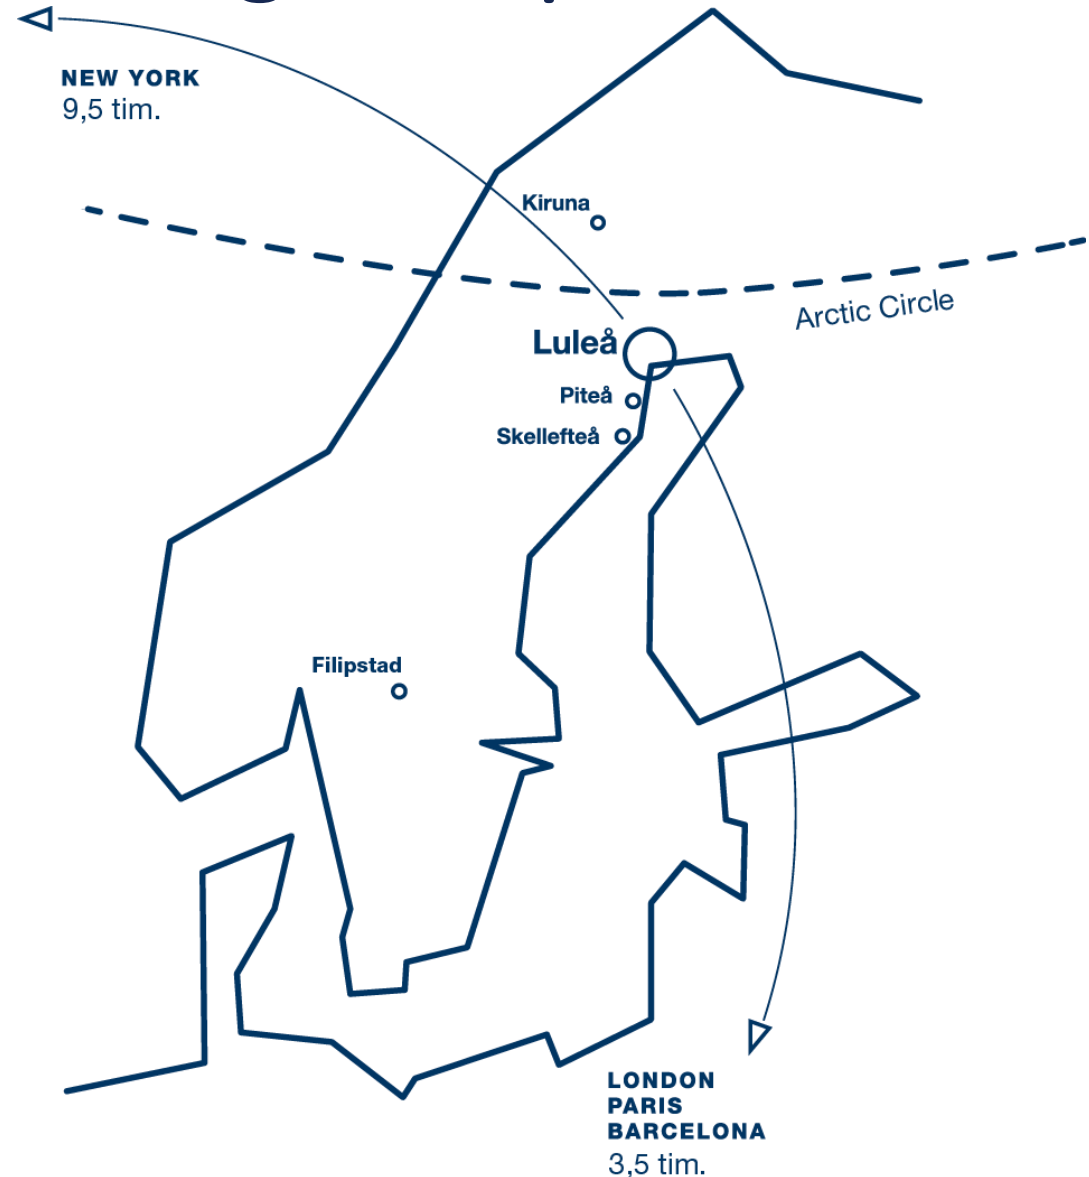 NEW YORK
9,5 tim.
Kiruna
Arctic Circle
Luleå
Piteå
Skellefteå
Filipstad
LONDON
PARIS
BARCELONA
3,5 tim.